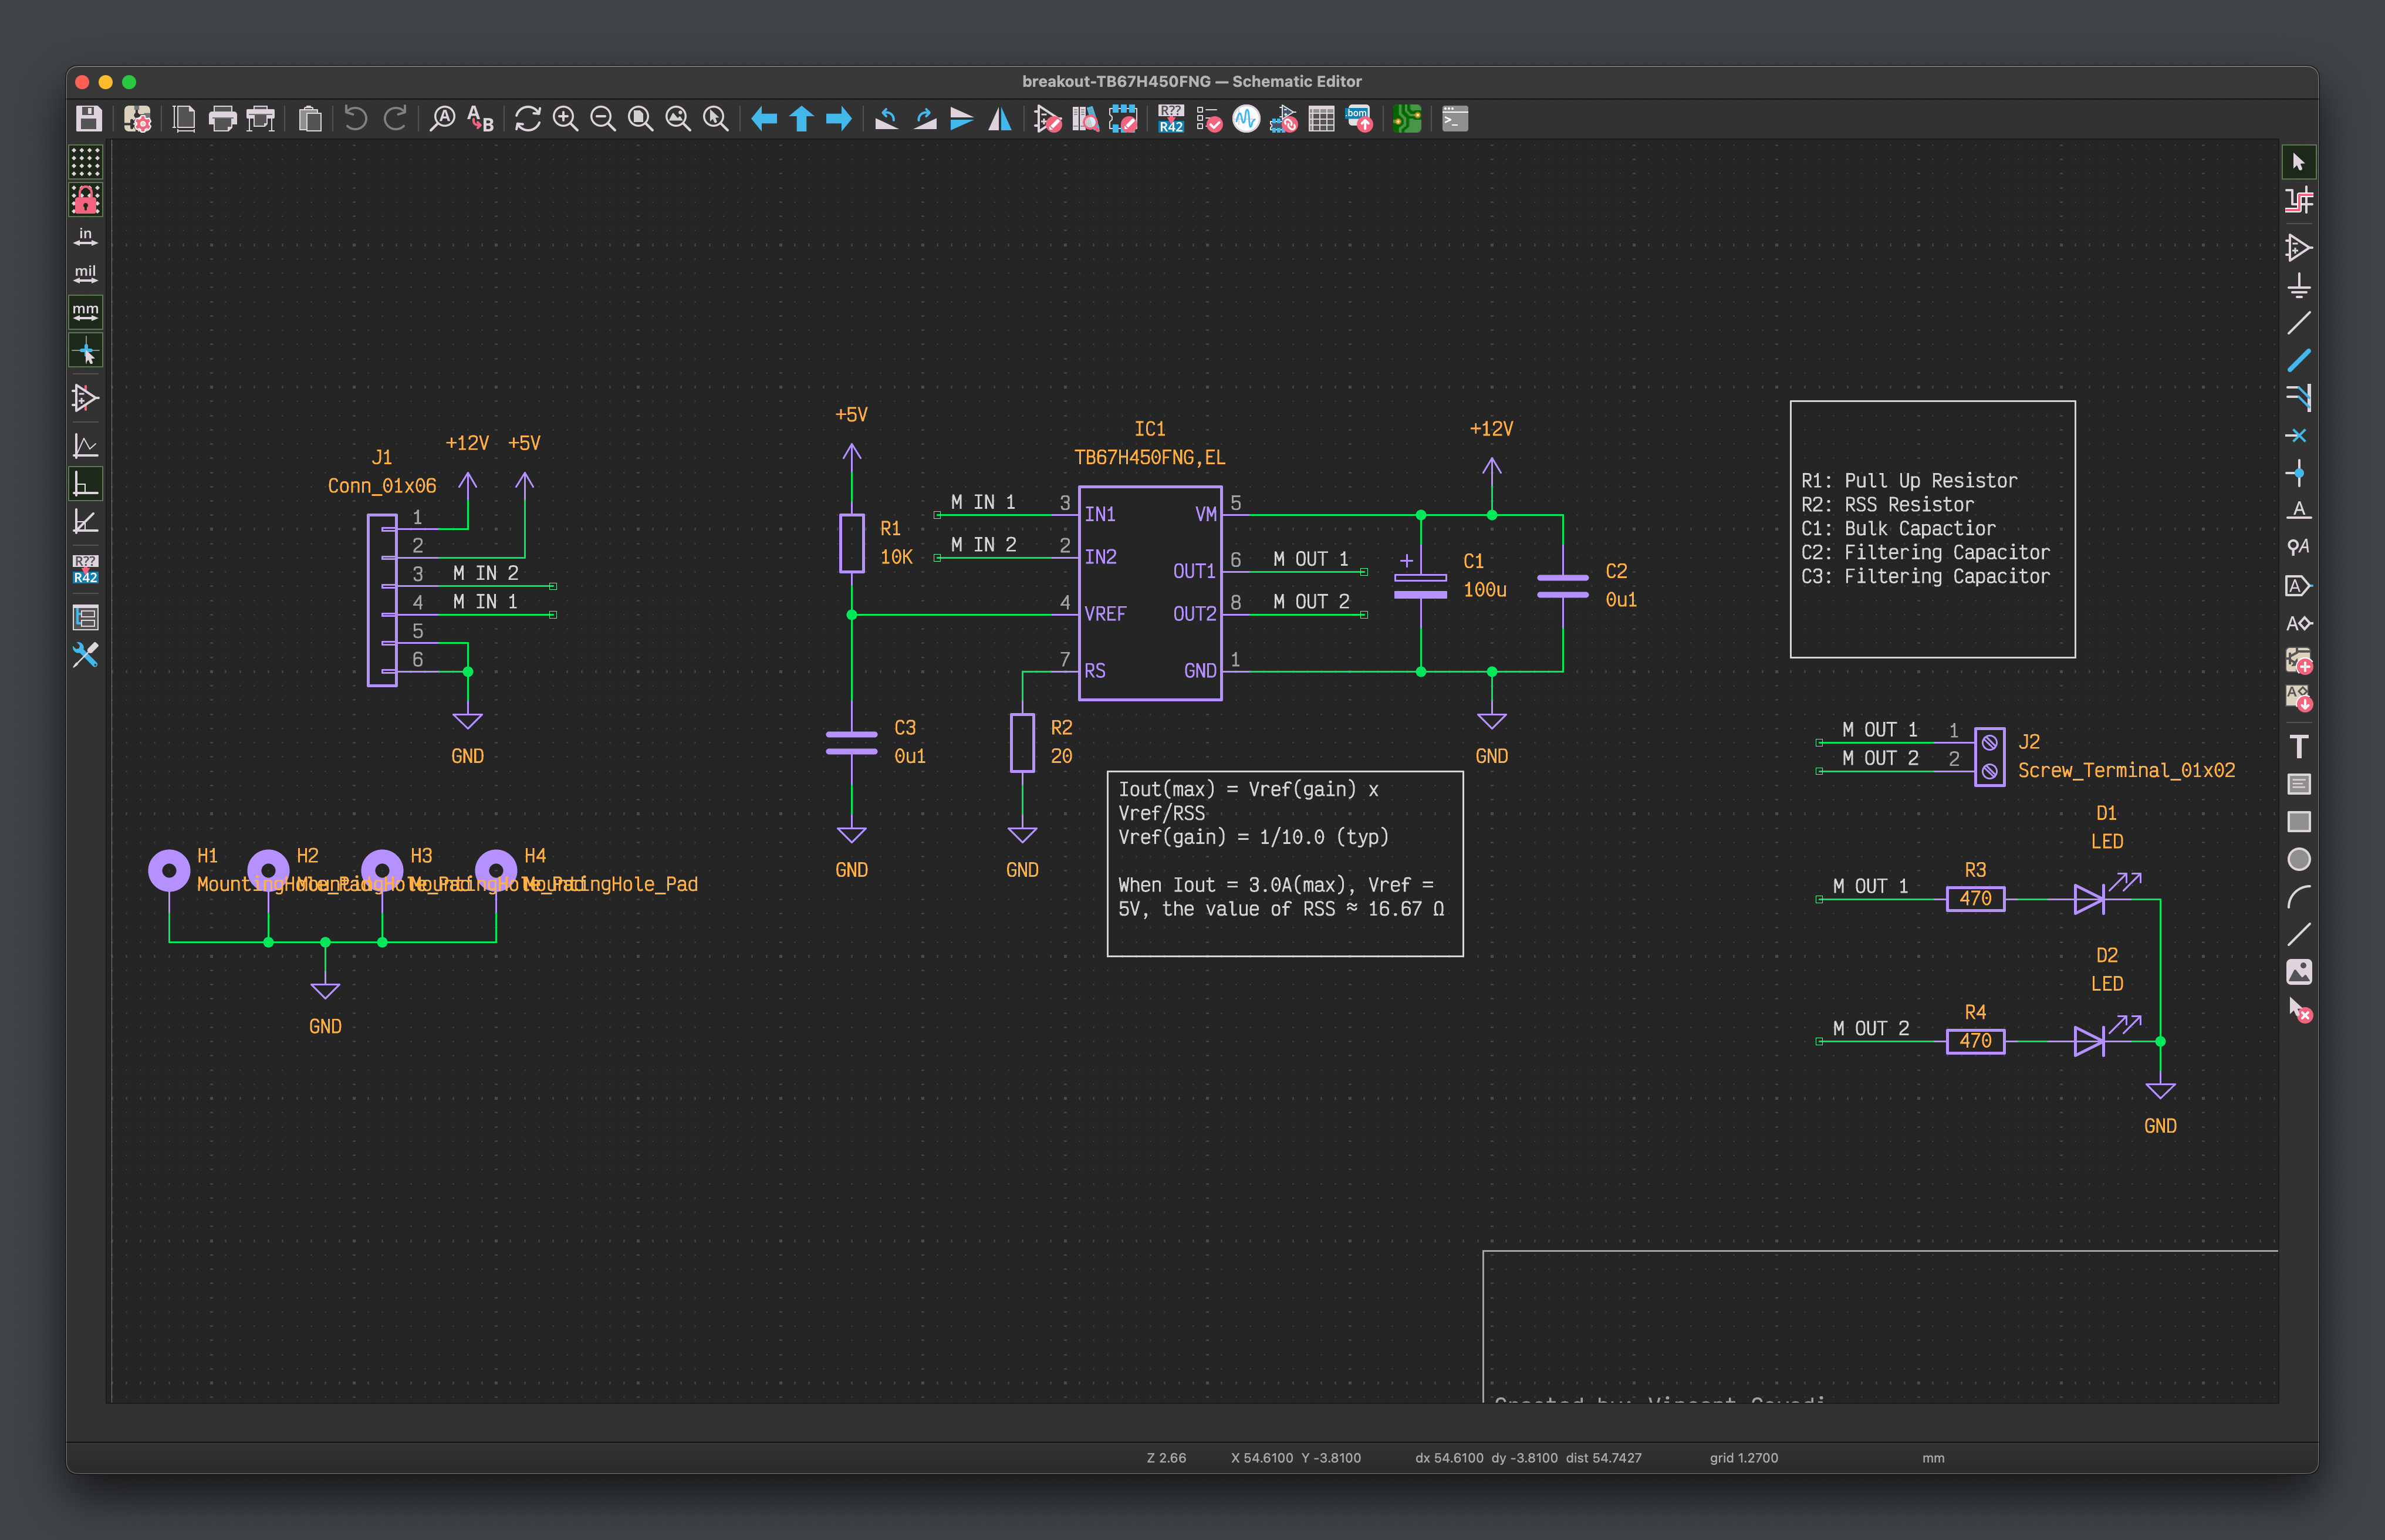 breakout-TB67H450FNG — Schematic Editor
A
A
B
R??
R42
bom
>_
in
mil
mm
R??
R42
A
A
A
A
A
T
+12V +5V
J1
Conn_01x06
1
2
3 M IN 2
4 M IN 1
5
6
GND
H1 H2 H3 H4
MountingHole_Pad MountingHole_Pad MountingHole_Pad MountingHole_Pad
GND
+5V
R1
10K
C3
0u1
GND
IC1
TB67H450FNG,EL
M IN 1 3 IN1
M IN 2 2 IN2
4 VREF
7 RS
VM 5
OUT1 6 M OUT 1
OUT2 8 M OUT 2
GND 1
R2
20
GND
+12V
C1
100u
C2
0u1
GND
Iout(max) = Vref(gain) x
Vref/RSS
Vref(gain) = 1/10.0 (typ)
When Iout = 3.0A(max), Vref =
5V, the value of RSS ≈ 16.67 Ω
R1: Pull Up Resistor
R2: RSS Resistor
C1: Bulk Capactior
C2: Filtering Capacitor
C3: Filtering Capacitor
M OUT 1 1
M OUT 2 2
J2
Screw_Terminal_01x02
D1
LED
M OUT 1
R3
470
D2
LED
M OUT 2
R4
470
GND
Z 2.66 X 54.6100 Y -3.8100 dx 54.6100 dy -3.8100 dist 54.7427 grid 1.2700 mm